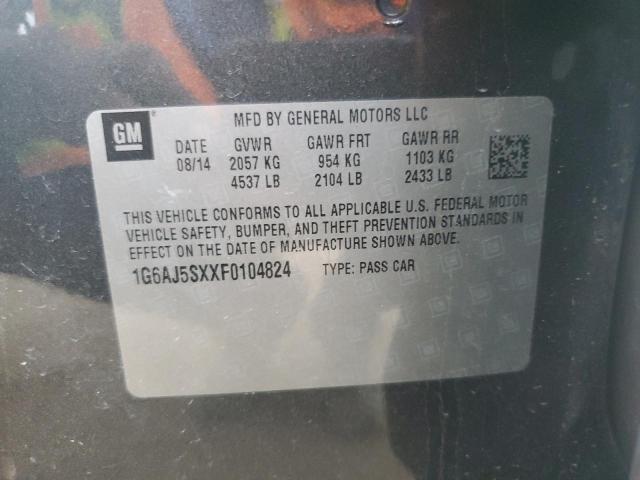 MFD BY GENERAL MOTORS LLC
GM
DATE GVWR GAWR FRT GAWR RR
08/14 2057 KG 954 KG 1103 KG
4537 LB 2104 LB 2433 LB
THIS VEHICLE CONFORMS TO ALL APPLICABLE U.S. FEDERAL MOTOR
VEHICLE SAFETY, BUMPER, AND THEFT PREVENTION STANDARDS IN
EFFECT ON THE DATE OF MANUFACTURE SHOWN ABOVE.
1G6AJ5SXXF0104824 TYPE: PASS CAR